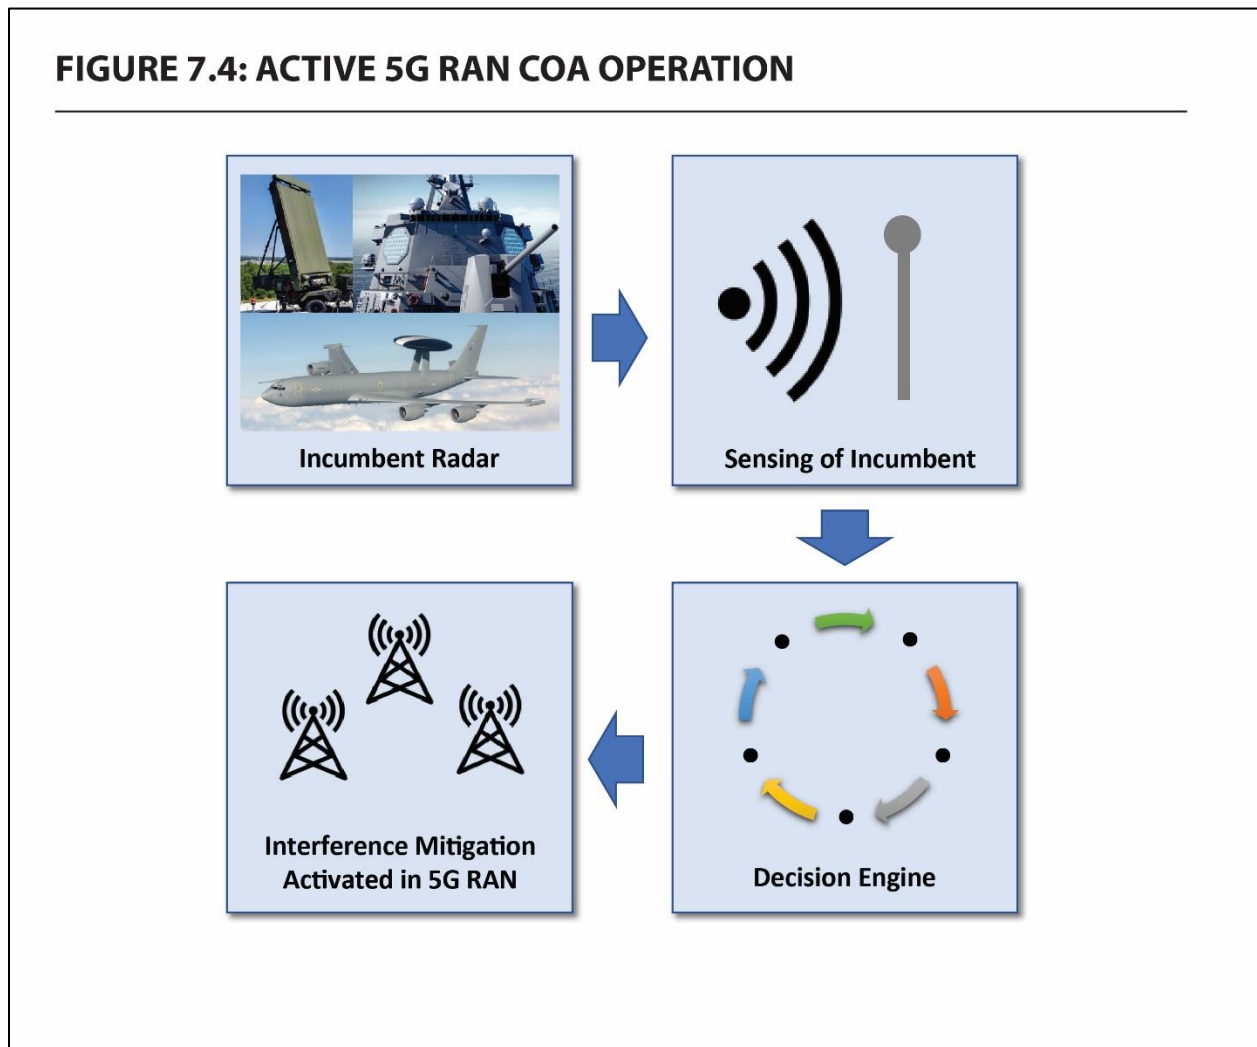 FIGURE 7.4: ACTIVE 5G RAN COA OPERATION
Incumbent Radar
Sensing of Incumbent
Interference Mitigation
Activated in 5G RAN
Decision Engine